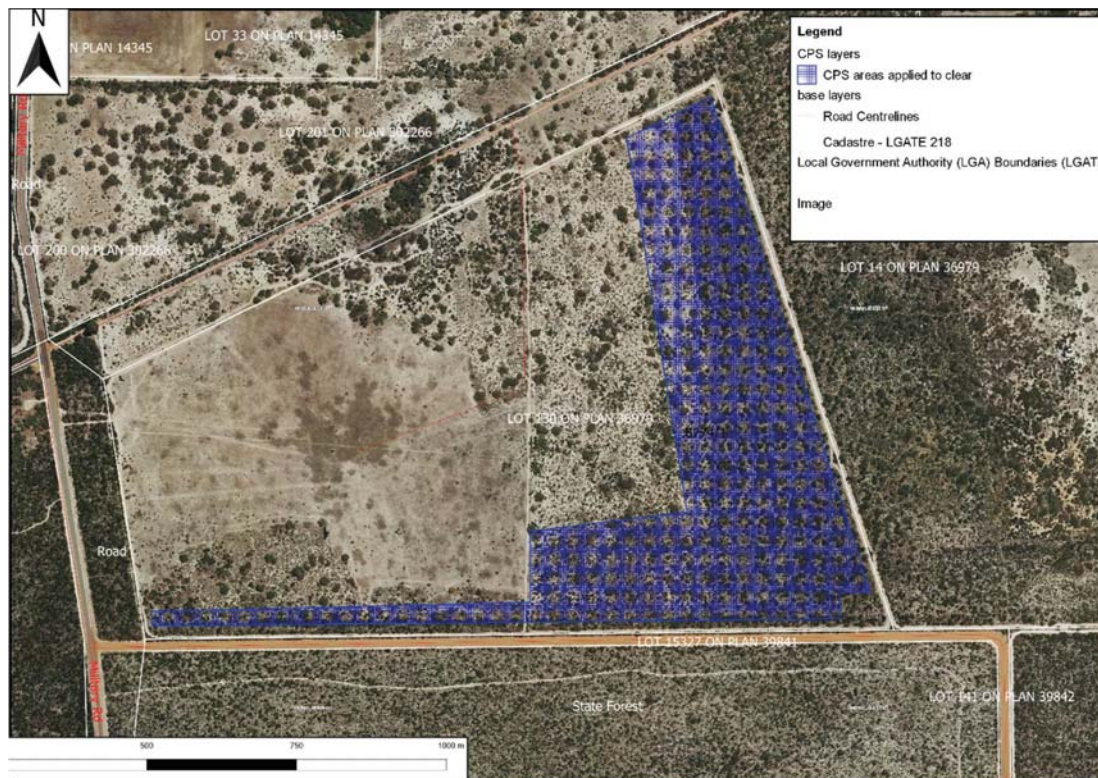 N
N PLAN 14345
LOT 33 ON PLAN 14345
Legend
CPS layers
CPS areas applied to clear
base layers
Road Centrelines
Cadastre - LGATE 218
Local Government Authority (LGA) Boundaries (LGAT
Image
LOT 201 ON PLAN 302266
Road
LOT 200 ON PLAN 302266
LOT 14 ON PLAN 36979
ON PLAN 36979
Road
LOT 15327 ON PLAN 39841
Military Rd
State Forest
LOT 141 ON PLAN 39842
500
750
1000 m